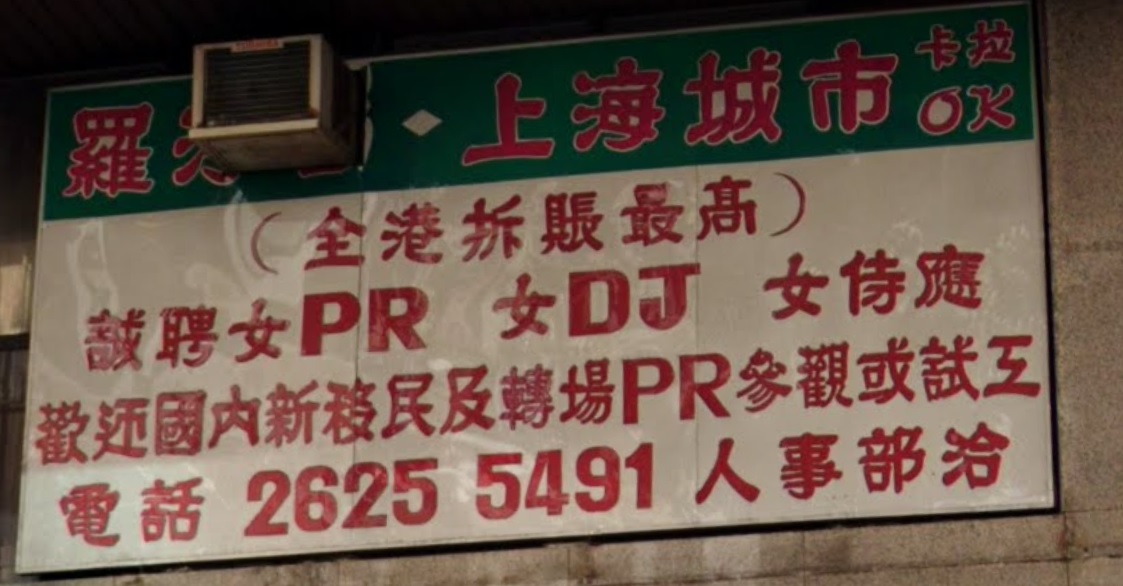 羅 · 上海城市 卡拉OK
(全港拆賬最高)
誠聘女PR 女DJ 女侍應
歡迎國內新移民及轉場PR參觀或試工
電話 2625 5491 人事部洽
TOSHIBA